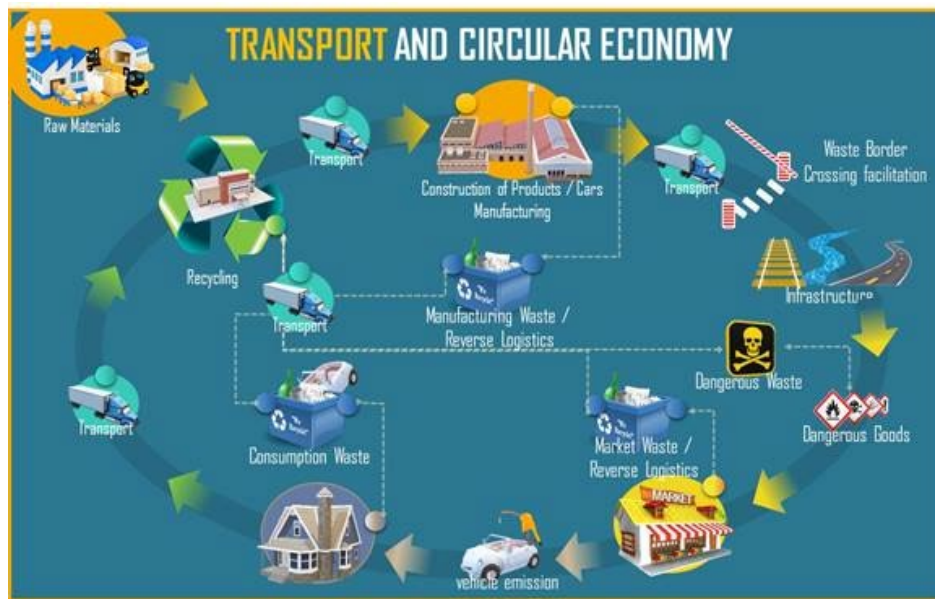 TRANSPORT AND CIRCULAR ECONOMY
Raw Materials
Transport
Construction of Products / Cars
Manufacturing
Transport
Waste Border
Crossing facilitation
Recycling
Infrastructure
Transport
Manufacturing Waste /
Reverse Logistics
Dangerous Waste
Dangerous Goods
Transport
Consumption Waste
Market Waste /
Reverse Logistics
MARKET
vehicle emission